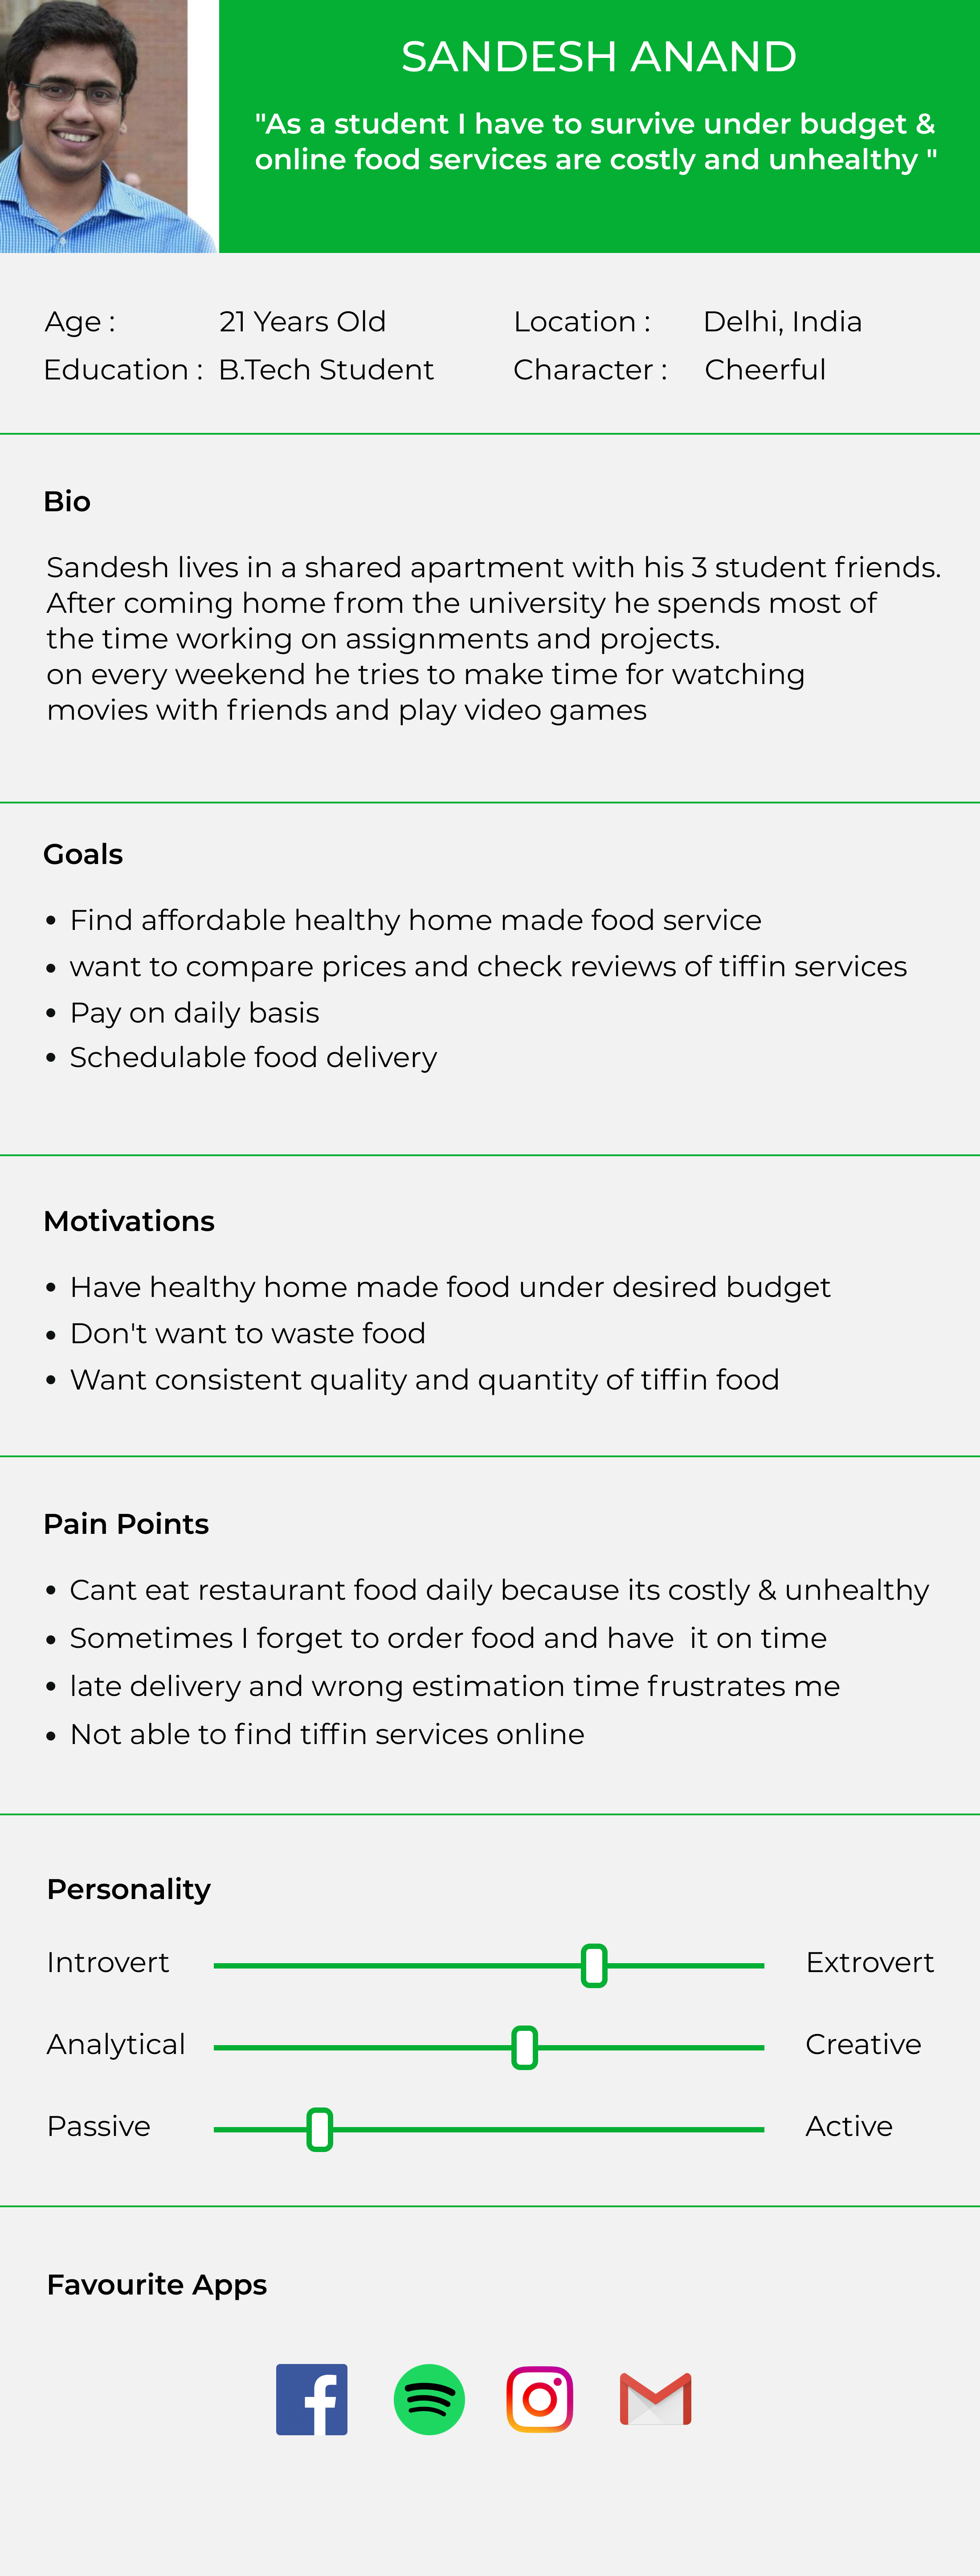 SANDESH ANAND
"As a student I have to survive under budget &
online food services are costly and unhealthy "
Age : 21 Years Old Location : Delhi, India
Education : B.Tech Student Character : Cheerful
Bio
Sandesh lives in a shared apartment with his 3 student friends.
After coming home from the university he spends most of
the time working on assignments and projects.
on every weekend he tries to make time for watching
movies with friends and play video games
Goals
• Find affordable healthy home made food service
• want to compare prices and check reviews of tiffin services
• Pay on daily basis
• Schedulable food delivery
Motivations
• Have healthy home made food under desired budget
• Don't want to waste food
• Want consistent quality and quantity of tiffin food
Pain Points
• Cant eat restaurant food daily because its costly & unhealthy
• Sometimes I forget to order food and have  it on time
• late delivery and wrong estimation time frustrates me
• Not able to find tiffin services online
Personality
Introvert Extrovert
Analytical Creative
Passive Active
Favourite Apps